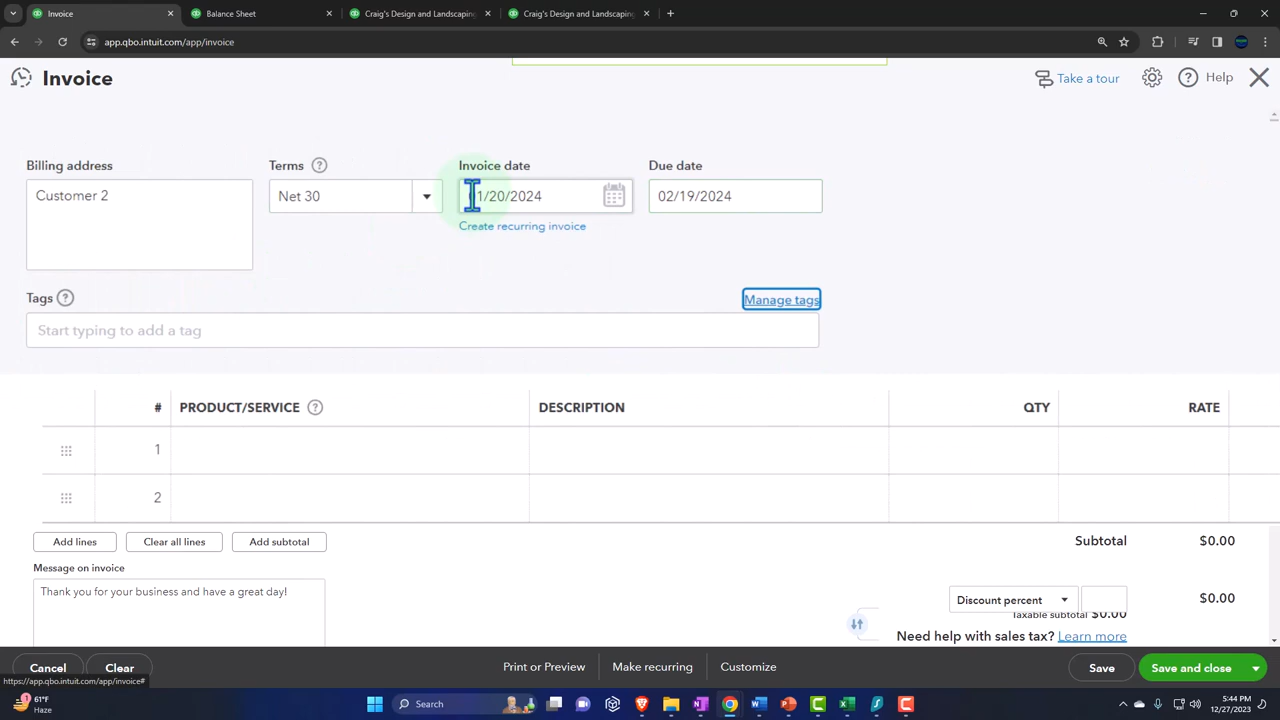 Invoice
Balance Sheet
Craig's Design and Landscaping
Craig's Design and Landscaping
app.qbo.intuit.com/app/invoice
Invoice
Take a tour
Help
Billing address
Terms
Invoice date
Due date
Customer 2
Net 30
01/20/2024
02/19/2024
Create recurring invoice
Tags
Manage tags
Start typing to add a tag
# PRODUCT/SERVICE DESCRIPTION QTY RATE
1
2
Add lines
Clear all lines
Add subtotal
Subtotal $0.00
Message on invoice
Thank you for your business and have a great day!
Discount percent
$0.00
Taxable subtotal $0.00
Need help with sales tax? Learn more
Cancel
Clear
Print or Preview
Make recurring
Customize
Save
Save and close
https://app.qbo.intuit.com/app/invoice#
1
61°F
Haze
Search
5:44 PM
12/27/2023